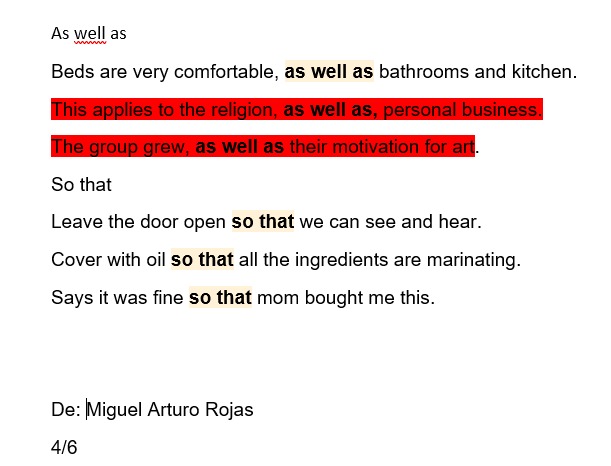 As well as
Beds are very comfortable, as well as bathrooms and kitchen.
This applies to the religion, as well as, personal business.
The group grew, as well as their motivation for art.
So that
Leave the door open so that we can see and hear.
Cover with oil so that all the ingredients are marinating.
Says it was fine so that mom bought me this.
De: Miguel Arturo Rojas
4/6